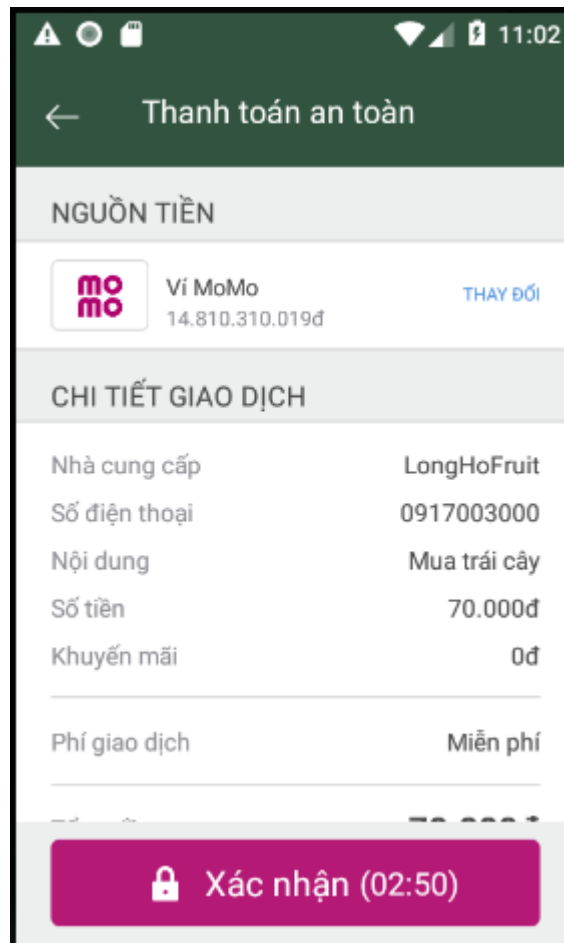 11:02
Thanh toán an toàn
NGUỒN TIỀN
momo
Ví MoMo
THAY ĐỔI
14.810.310.019đ
CHI TIẾT GIAO DỊCH
Nhà cung cấp LongHoFruit
Số điện thoại 0917003000
Nội dung Mua trái cây
Số tiền 70.000đ
Khuyến mãi 0đ
Phí giao dịch Miễn phí
Xác nhận (02:50)